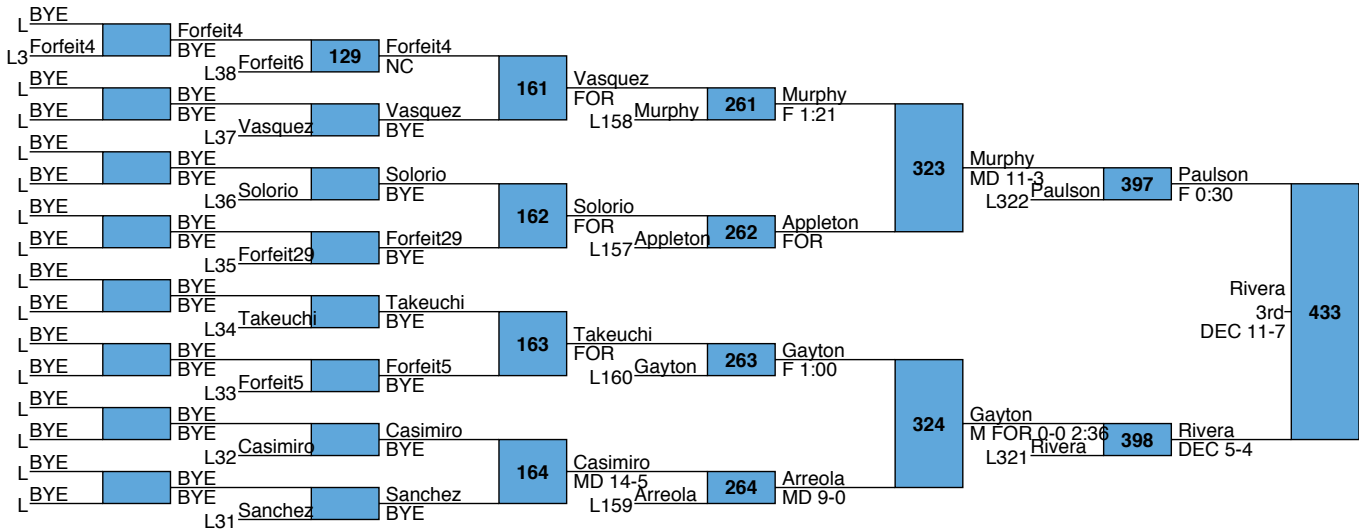 BYE
L
Forfeit4
L3
Forfeit4
BYE
Forfeit6
L38
129
Forfeit4
NC
BYE
L
BYE
L
BYE
BYE
Vasquez
L37
Vasquez
BYE
161
Vasquez
FOR
Murphy
L158
261
Murphy
F 1:21
BYE
L
BYE
L
BYE
BYE
Solorio
L36
Solorio
BYE
BYE
L
BYE
L
BYE
BYE
Forfeit29
L35
Forfeit29
BYE
162
Solorio
FOR
Appleton
L157
262
Appleton
FOR
323
Murphy
MD 11-3
Paulson
L322
397
Paulson
F 0:30
BYE
L
BYE
L
BYE
BYE
Takeuchi
L34
Takeuchi
BYE
BYE
L
BYE
L
BYE
BYE
Forfeit5
L33
Forfeit5
BYE
163
Takeuchi
FOR
Gayton
L160
263
Gayton
F 1:00
BYE
L
BYE
L
BYE
BYE
Casimiro
L32
Casimiro
BYE
BYE
L
BYE
L
BYE
BYE
Sanchez
L31
Sanchez
BYE
164
Casimiro
MD 14-5
Arreola
L159
264
Arreola
MD 9-0
324
Gayton
M FOR 0-0 2:36
Rivera
L321
398
Rivera
DEC 5-4
Rivera
3rd
DEC 11-7
433